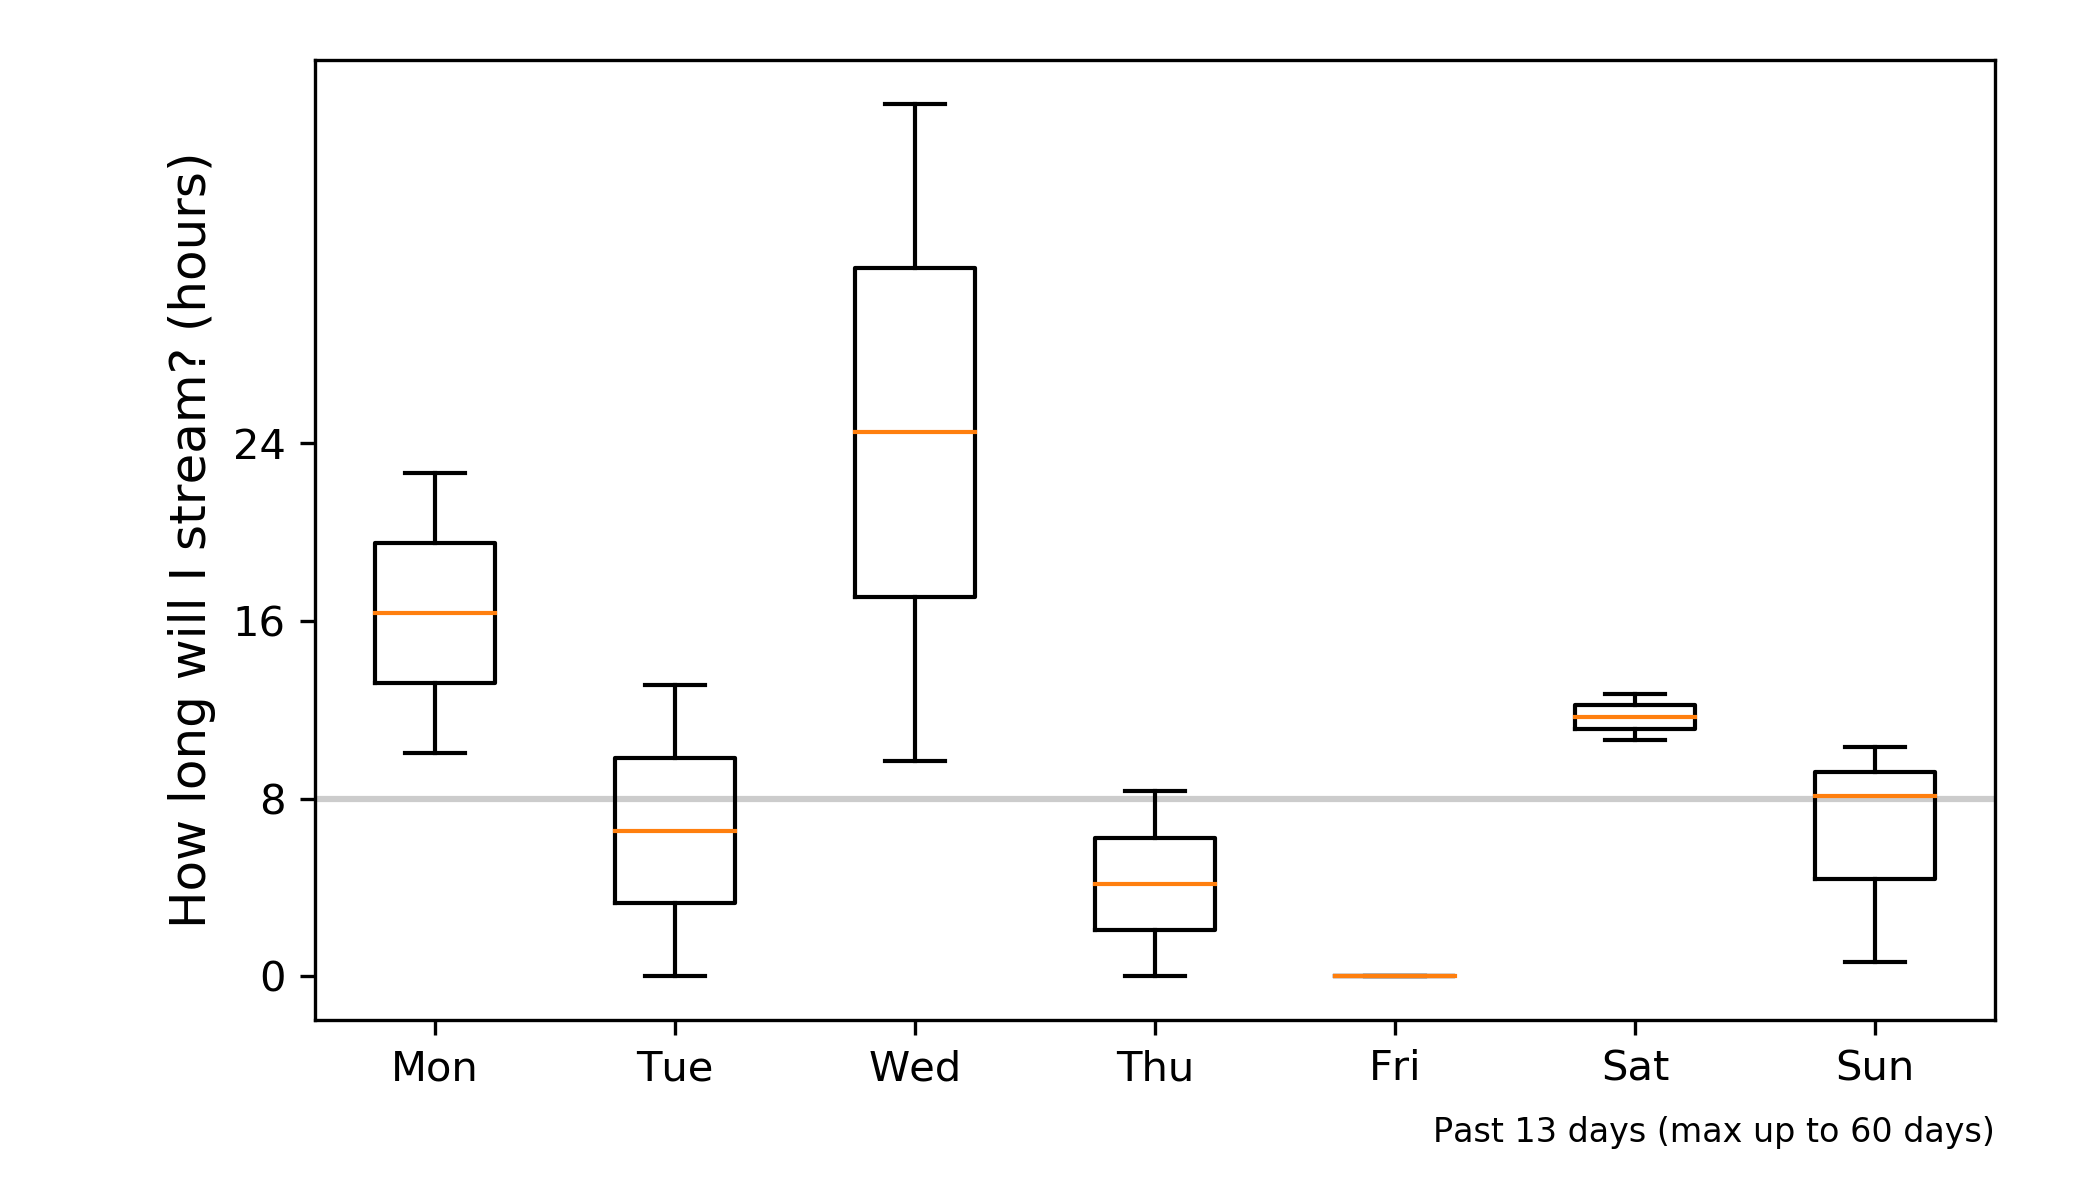 How long will I stream? (hours)
24
16
8
0
Mon Tue Wed Thu Fri Sat Sun
Past 13 days (max up to 60 days)